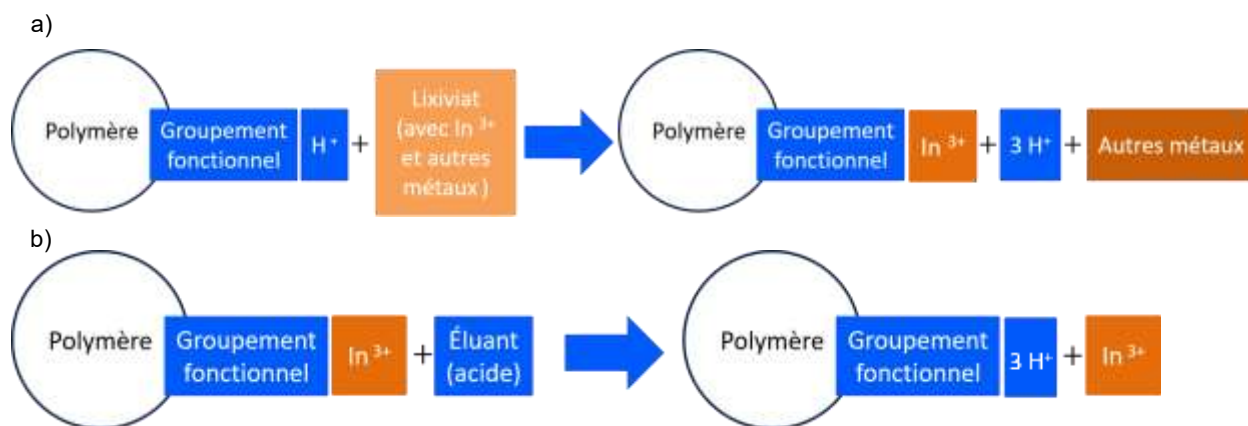 a)
Polymère
Groupement
fonctionnel
H⁺
+
Lixiviat
(avec In ³⁺
et autres
métaux )
Polymère
Groupement
fonctionnel
In ³⁺
+
3 H⁺
+
Autres métaux
b)
Polymère
Groupement
fonctionnel
In ³⁺
+
Éluant
(acide)
Polymère
Groupement
fonctionnel
3 H⁺
+
In ³⁺